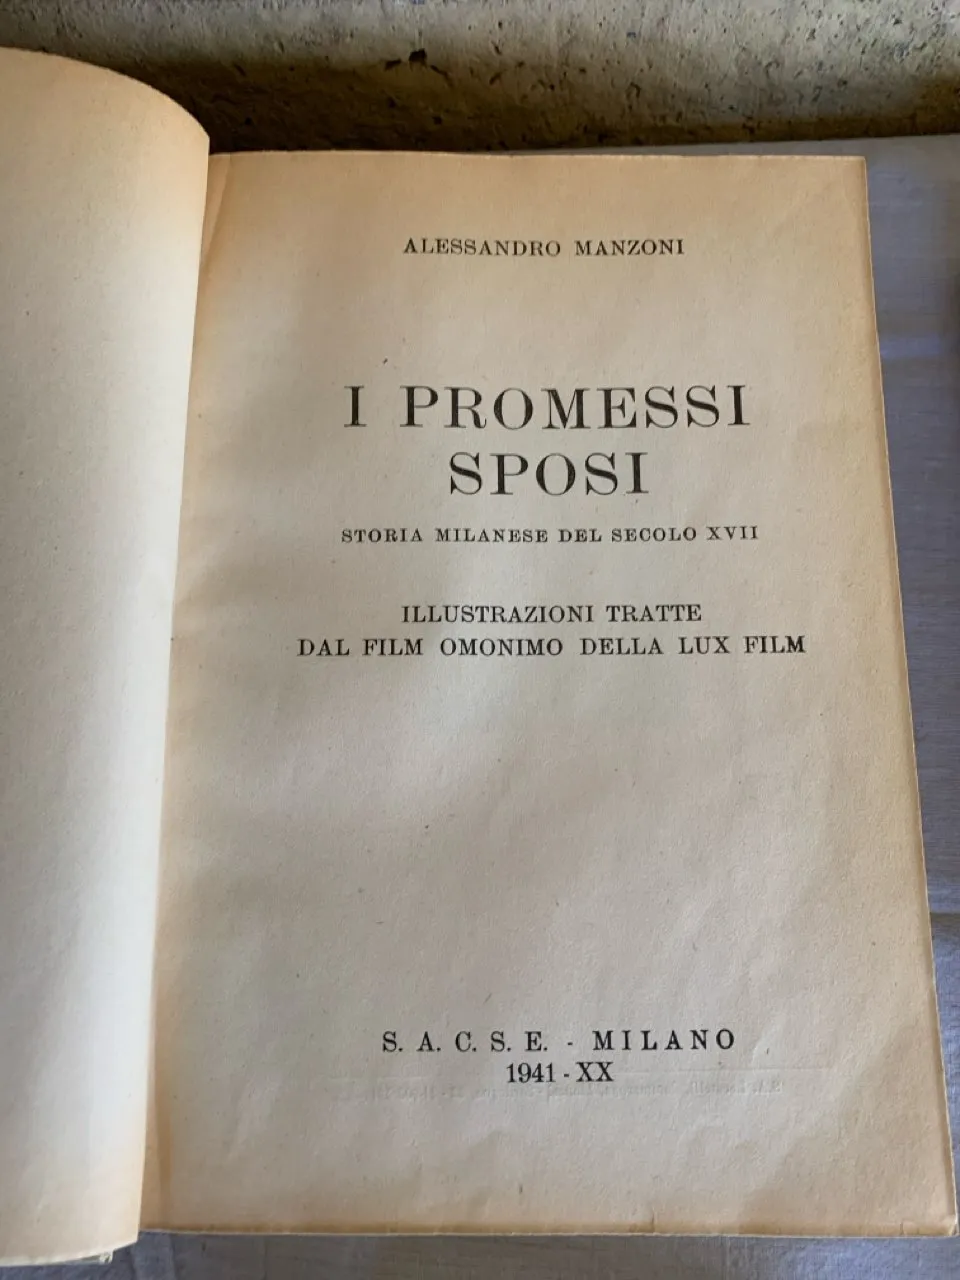 ALESSANDRO MANZONI
I PROMESSI
SPOSI
STORIA MILANESE DEL SECOLO XVII
ILLUSTRAZIONI TRATTE
DAL FILM OMONIMO DELLA LUX FILM
S. A. C. S. E. - MILANO
1941 - XX